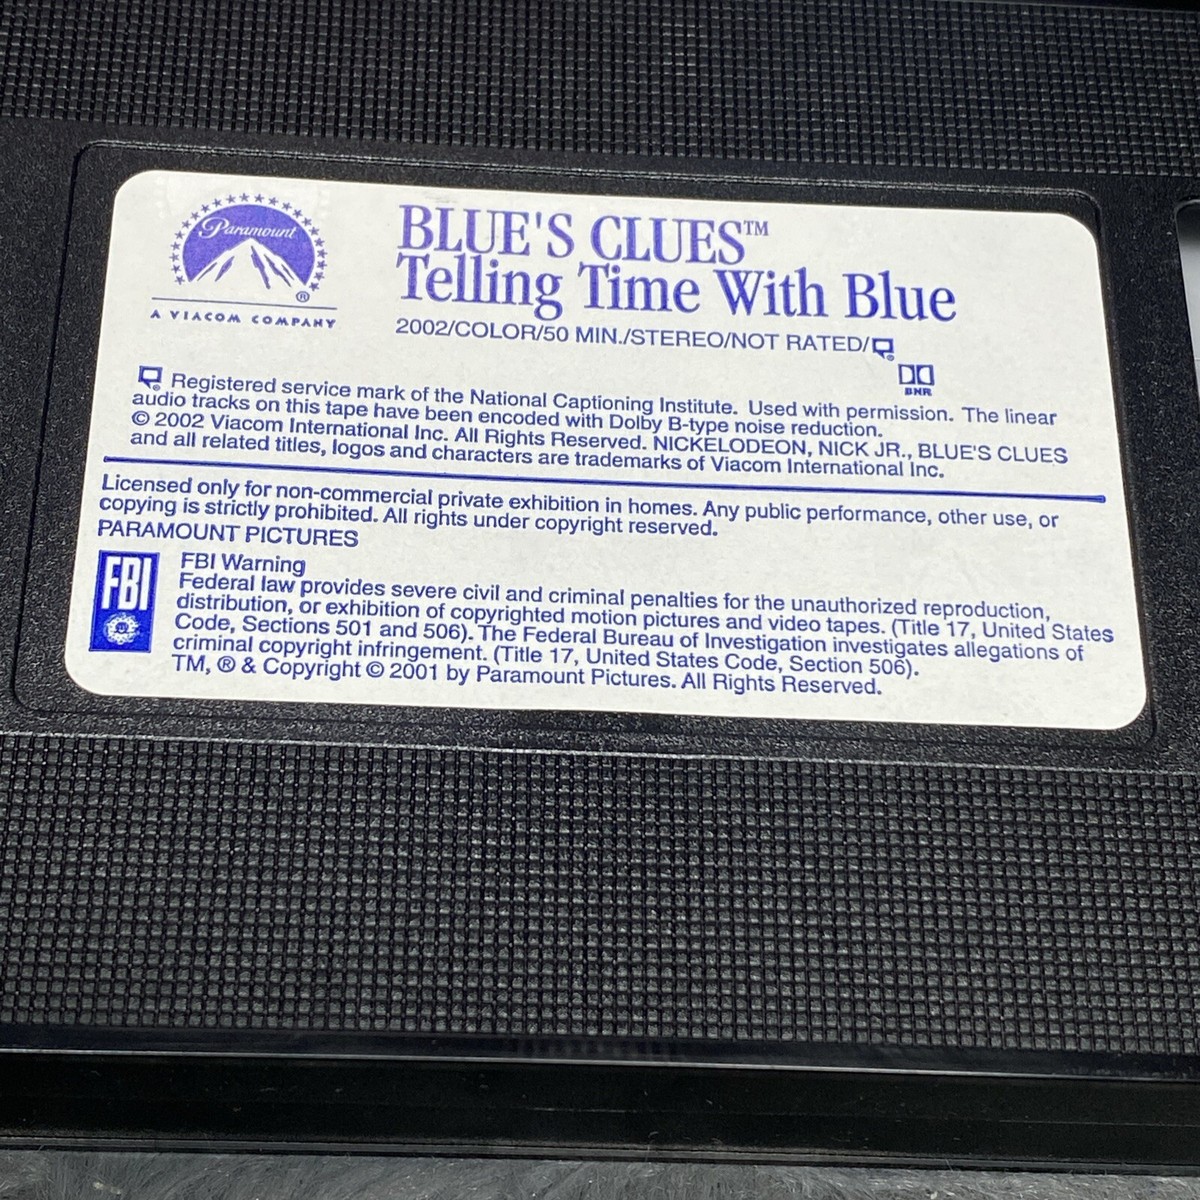 Paramount
®
A VIACOM COMPANY
BLUE'S CLUES™
Telling Time With Blue
2002/COLOR/50 MIN./STEREO/NOT RATED/
BNR
Registered service mark of the National Captioning Institute. Used with permission. The linear
audio tracks on this tape have been encoded with Dolby B-type noise reduction.
© 2002 Viacom International Inc. All Rights Reserved. NICKELODEON, NICK JR., BLUE'S CLUES
and all related titles, logos and characters are trademarks of Viacom International Inc.
Licensed only for non-commercial private exhibition in homes. Any public performance, other use, or
copying is strictly prohibited. All rights under copyright reserved.
PARAMOUNT PICTURES
FBI
FBI Warning
Federal law provides severe civil and criminal penalties for the unauthorized reproduction,
distribution, or exhibition of copyrighted motion pictures and video tapes. (Title 17, United States
Code, Sections 501 and 506). The Federal Bureau of Investigation investigates allegations of
criminal copyright infringement. (Title 17, United States Code, Section 506).
TM, ® & Copyright © 2001 by Paramount Pictures. All Rights Reserved.